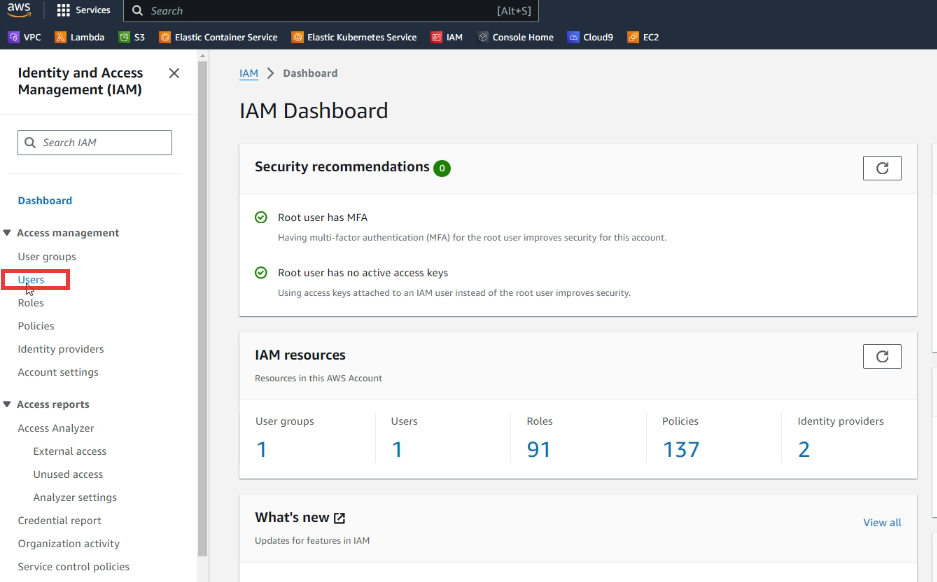 aws
Services
Search
[Alt+S]
VPC
Lambda
S3
Elastic Container Service
Elastic Kubernetes Service
IAM
Console Home
Cloud9
EC2
Identity and Access
Management (IAM)
Search IAM
Dashboard
Access management
User groups
Users
Roles
Policies
Identity providers
Account settings
Access reports
Access Analyzer
External access
Unused access
Analyzer settings
Credential report
Organization activity
Service control policies
IAM > Dashboard
IAM Dashboard
Security recommendations 0
Root user has MFA
Having multi-factor authentication (MFA) for the root user improves security for this account.
Root user has no active access keys
Using access keys attached to an IAM user instead of the root user improves security.
IAM resources
Resources in this AWS Account
User groups
1
Users
1
Roles
91
Policies
137
Identity providers
2
What's new
View all
Updates for features in IAM